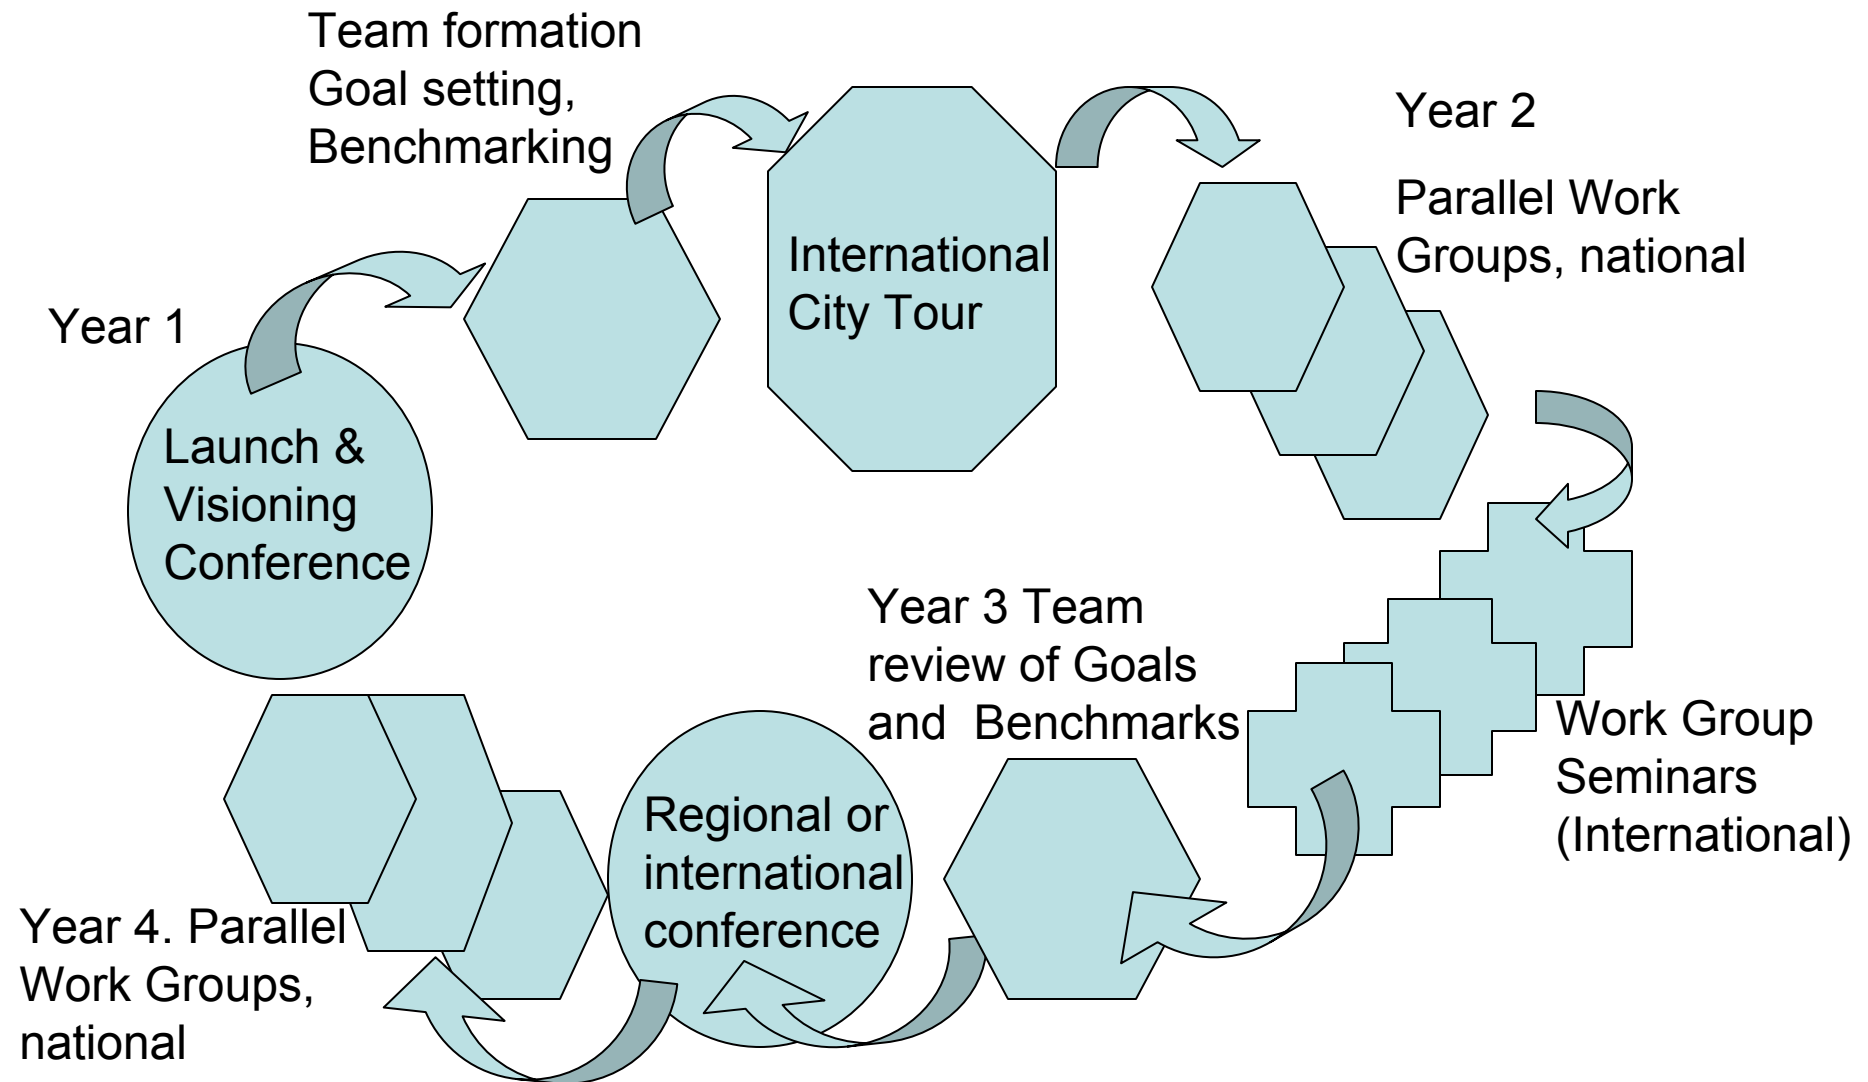 Team formation
Goal setting,
Benchmarking
Year 1
Launch &
Visioning
Conference
International
City Tour
Year 2
Parallel Work
Groups, national
Work Group
Seminars
(International)
Year 3 Team
review of Goals
and  Benchmarks
Regional or
international
conference
Year 4. Parallel
Work Groups,
national